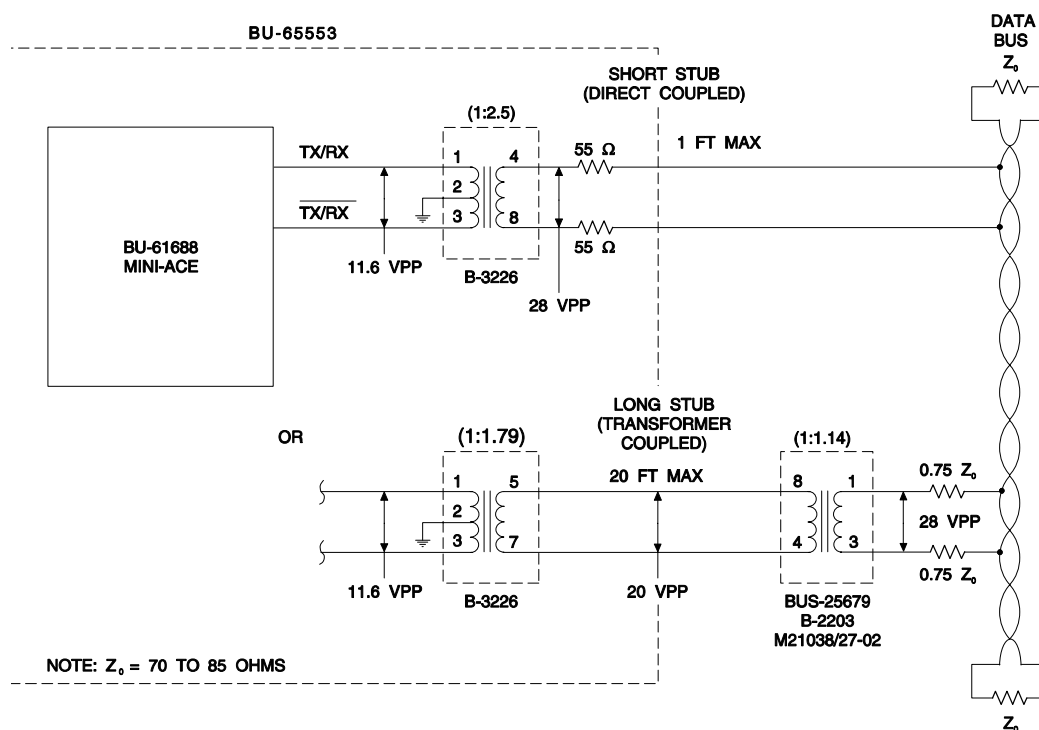 BU-65553
DATA
BUS
Z₀
SHORT STUB
(DIRECT COUPLED)
(1:2.5)
1 FT MAX
55 Ω
TX/RX
1
4
2
TX/RX
3
8
55 Ω
BU-61688
MINI-ACE
11.6 VPP
B-3226
28 VPP
LONG STUB
(TRANSFORMER
COUPLED)
OR
(1:1.79)
(1:1.14)
20 FT MAX
0.75 Z₀
1
5
8
1
2
28 VPP
3
7
4
3
0.75 Z₀
11.6 VPP
B-3226
20 VPP
BUS-25679
B-2203
M21038/27-02
NOTE: Z₀ = 70 TO 85 OHMS
Z₀